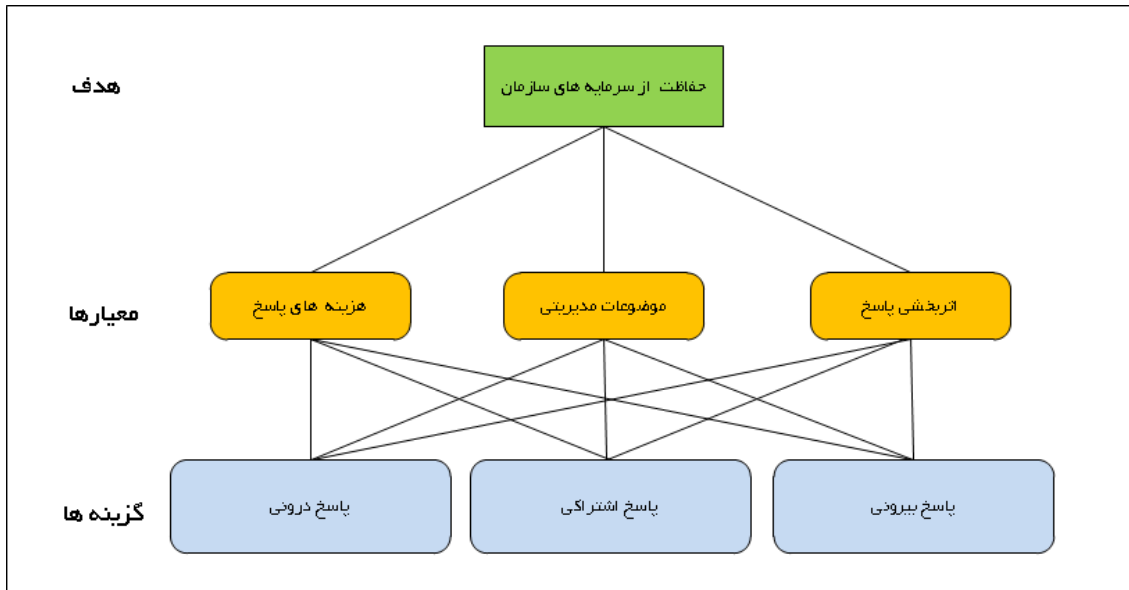 هدف
حفاظت از سرمایه های سازمان
معیارها
اثربخشی پاسخ
موضوعات مدیریتی
هزینه های پاسخ
گزینه ها
پاسخ بیرونی
پاسخ اشتراکی
پاسخ درونی